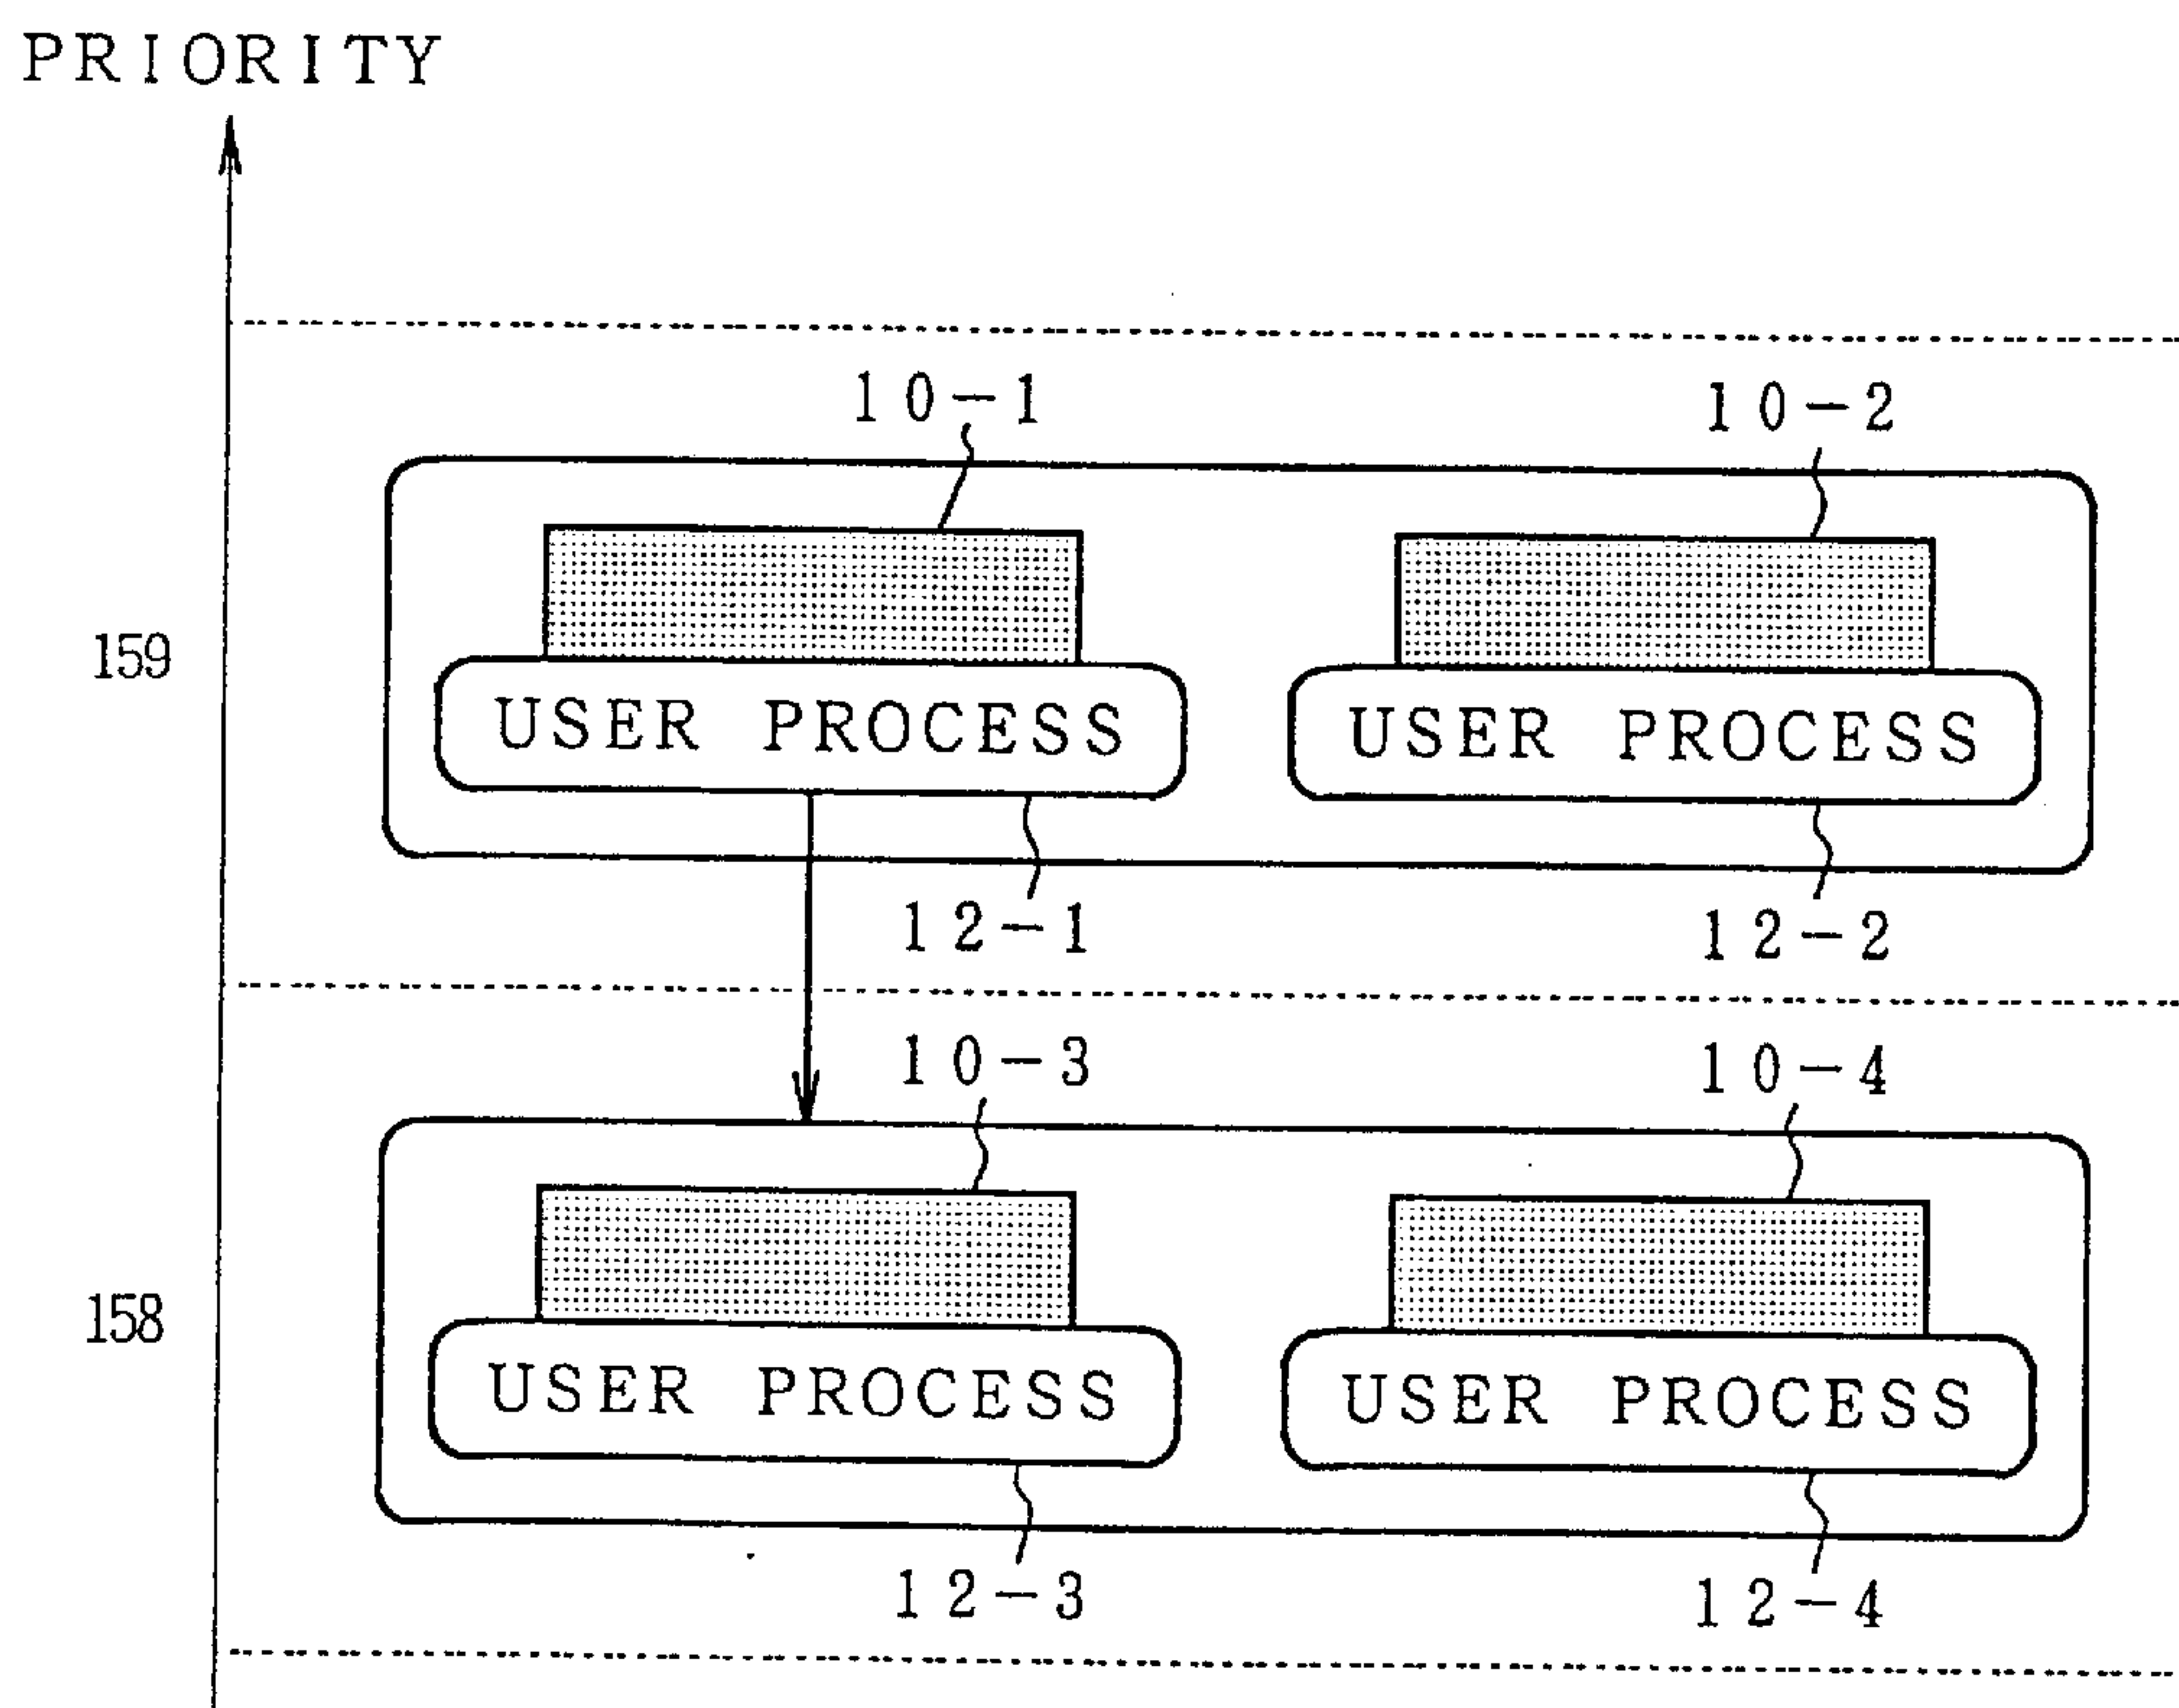 PRIORITY
10-1 10-2
159
USER PROCESS USER PROCESS
12-1 12-2
10-3 10-4
158
USER PROCESS USER PROCESS
12-3 12-4